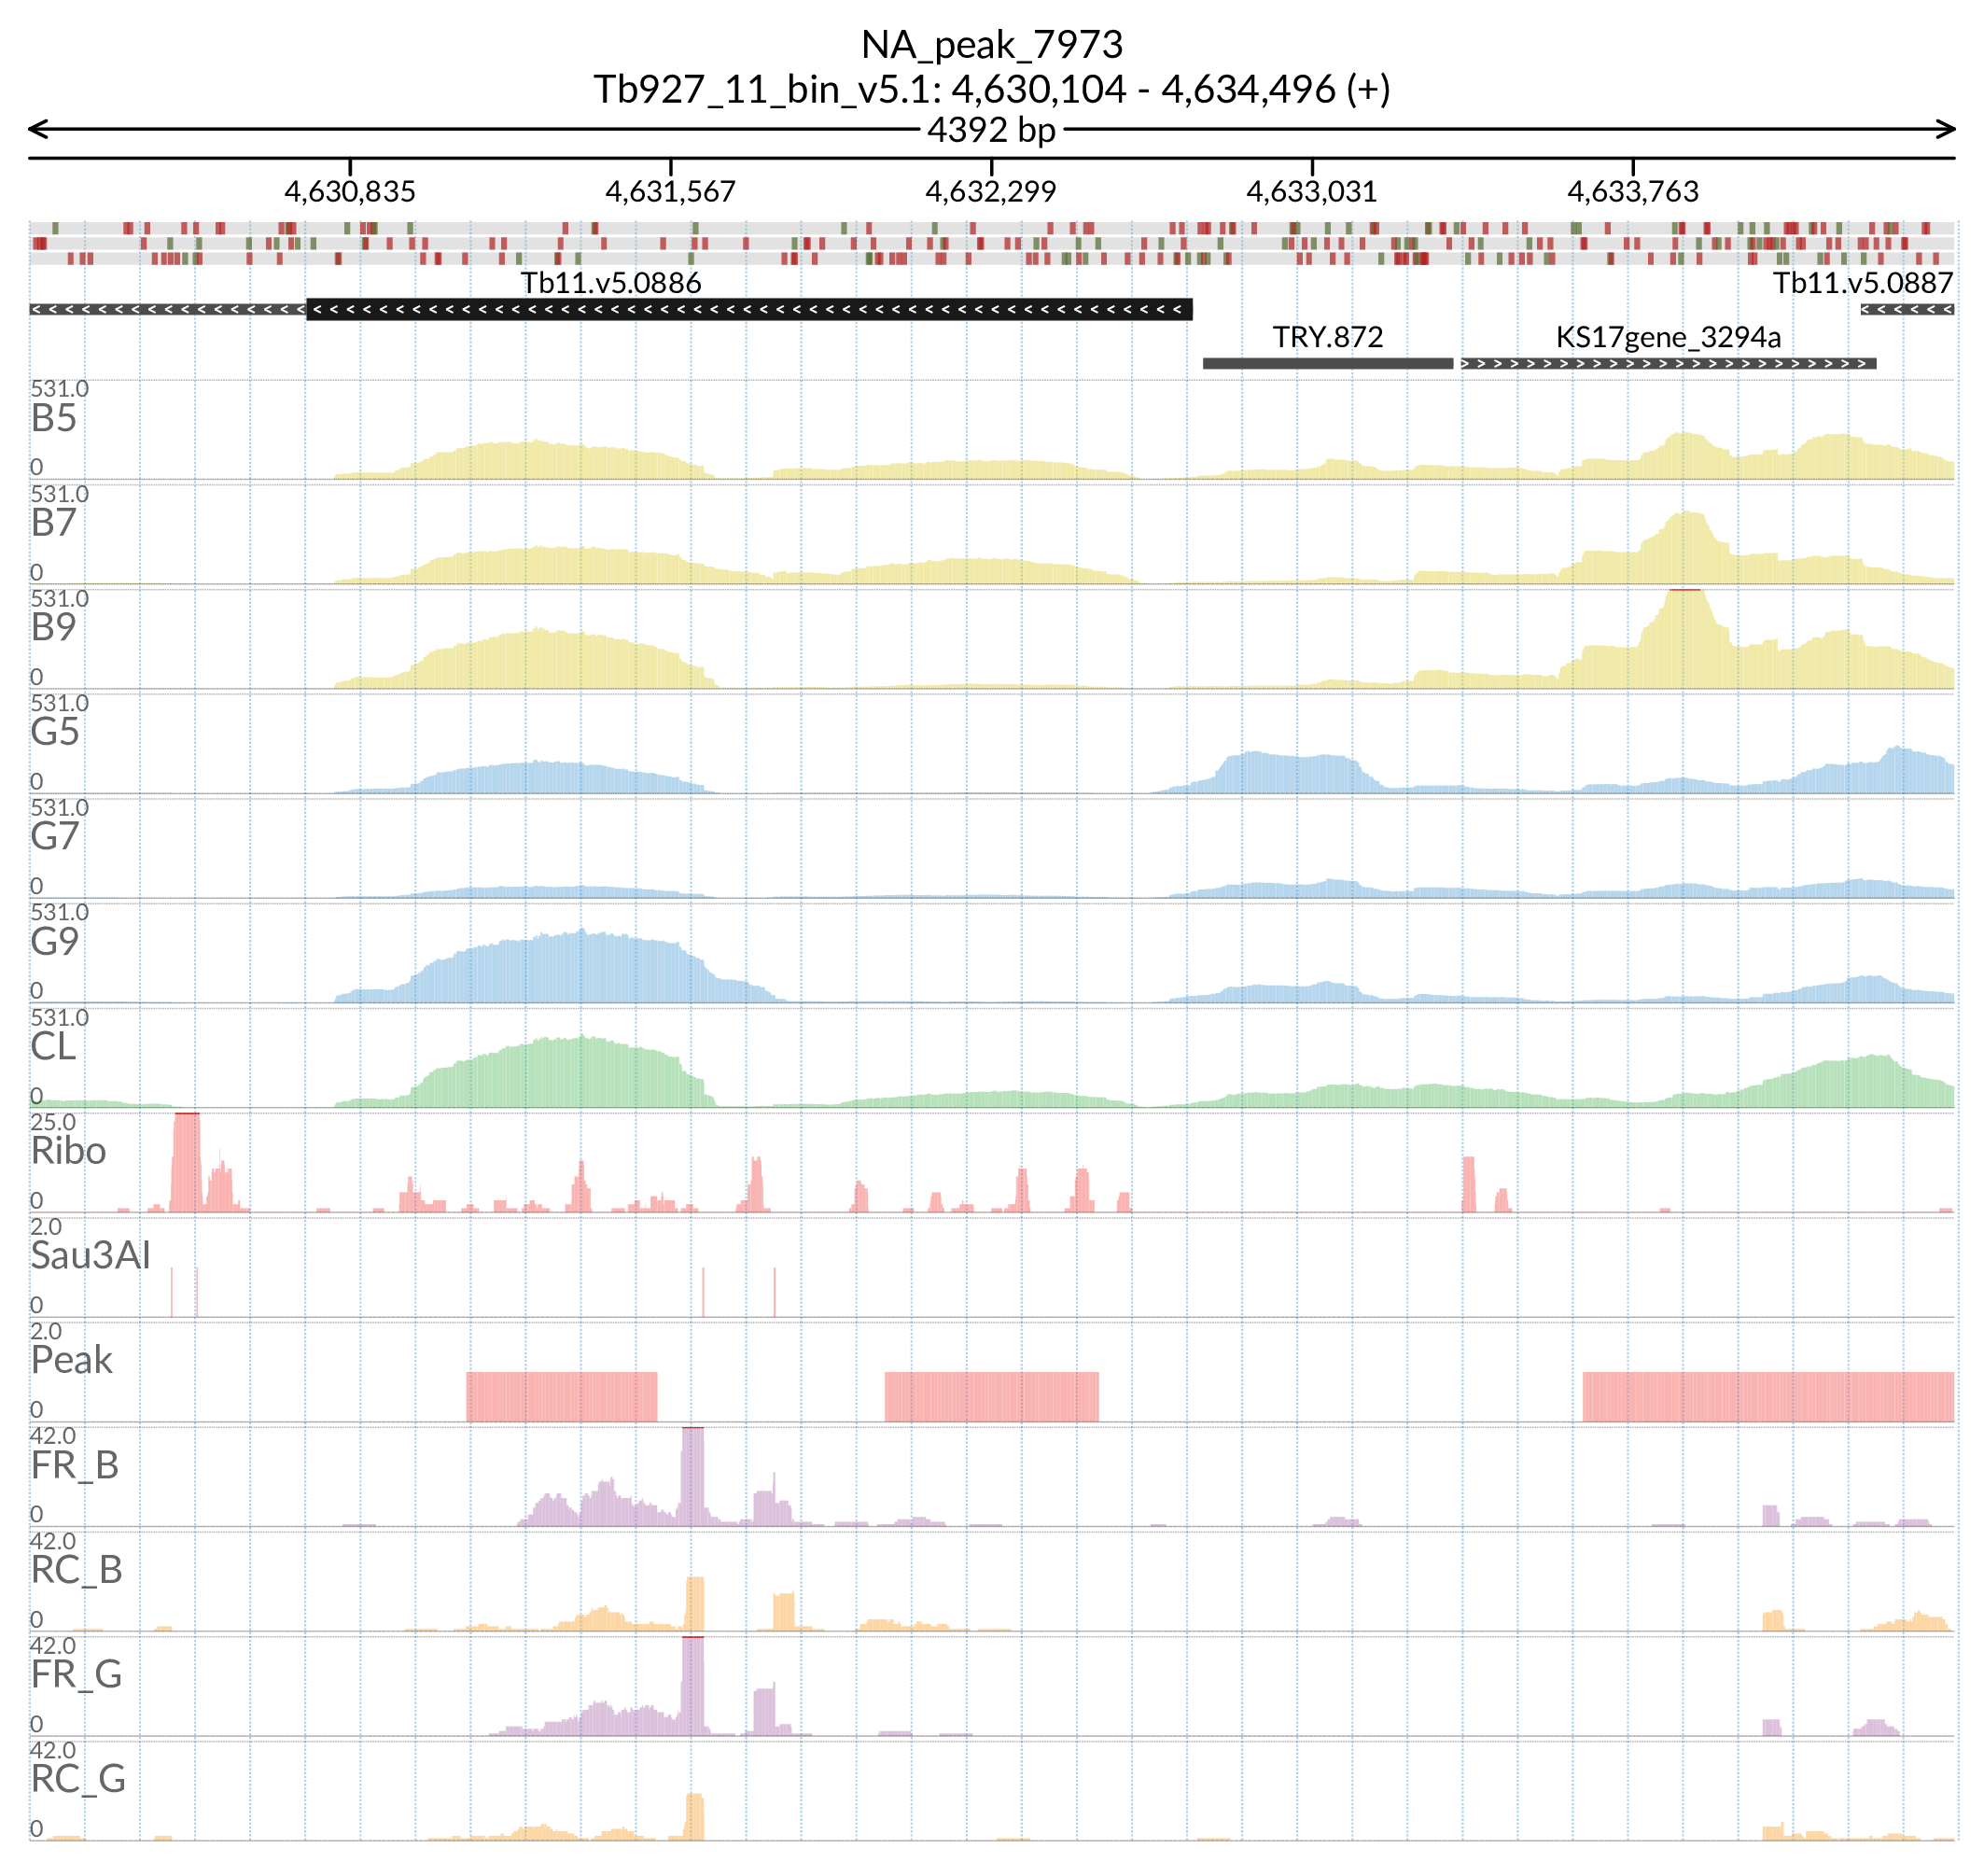 NA_peak_7973
Tb927_11_bin_v5.1: 4,630,104 - 4,634,496 (+)
4392 bp
4,630,835 4,631,567 4,632,299 4,633,031 4,633,763
Tb11.v5.0886 Tb11.v5.0887
TRY.872 KS17gene_3294a
531.0
B5
0
531.0
B7
0
531.0
B9
0
531.0
G5
0
531.0
G7
0
531.0
G9
0
531.0
CL
0
25.0
Ribo
0
2.0
Sau3AI
0
2.0
Peak
0
42.0
FR_B
0
42.0
RC_B
0
42.0
FR_G
0
42.0
RC_G
0